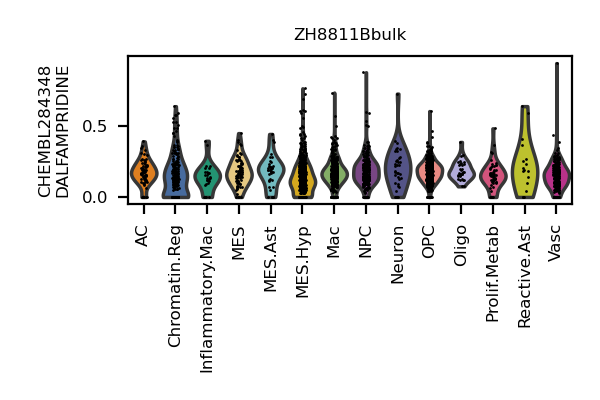 ZH8811Bbulk
CHEMBL284348
DALFAMPRIDINE
0.5
0.0
AC
Chromatin.Reg
Inflammatory.Mac
MES
MES.Ast
MES.Hyp
Mac
NPC
Neuron
OPC
Oligo
Prolif.Metab
Reactive.Ast
Vasc